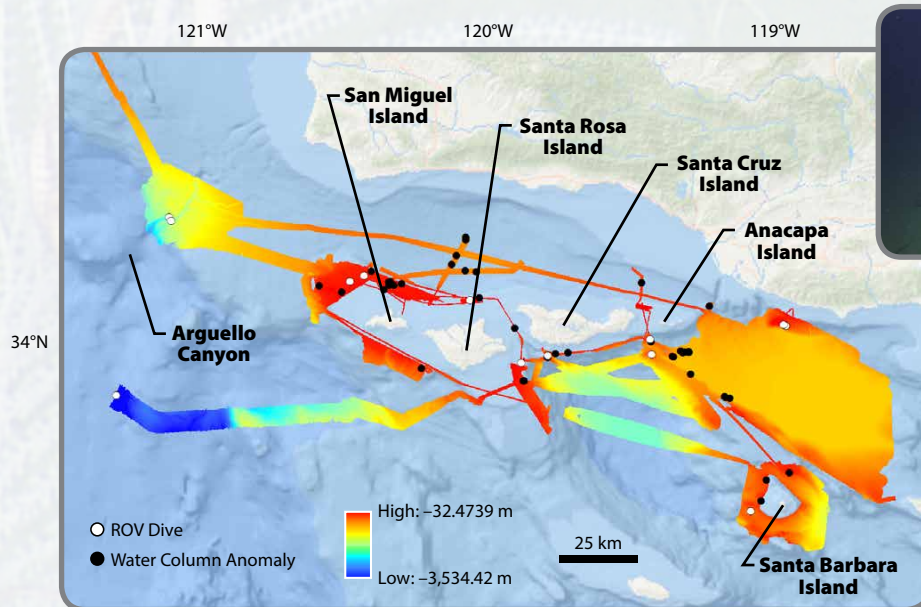 121°W
120°W
119°W
San Miguel
Island
Santa Rosa
Island
Santa Cruz
Island
Anacapa
Island
34°N
Arguello
Canyon
ROV Dive
Water Column Anomaly
High: –32.4739 m
Low: –3,534.42 m
25 km
Santa Barbara
Island